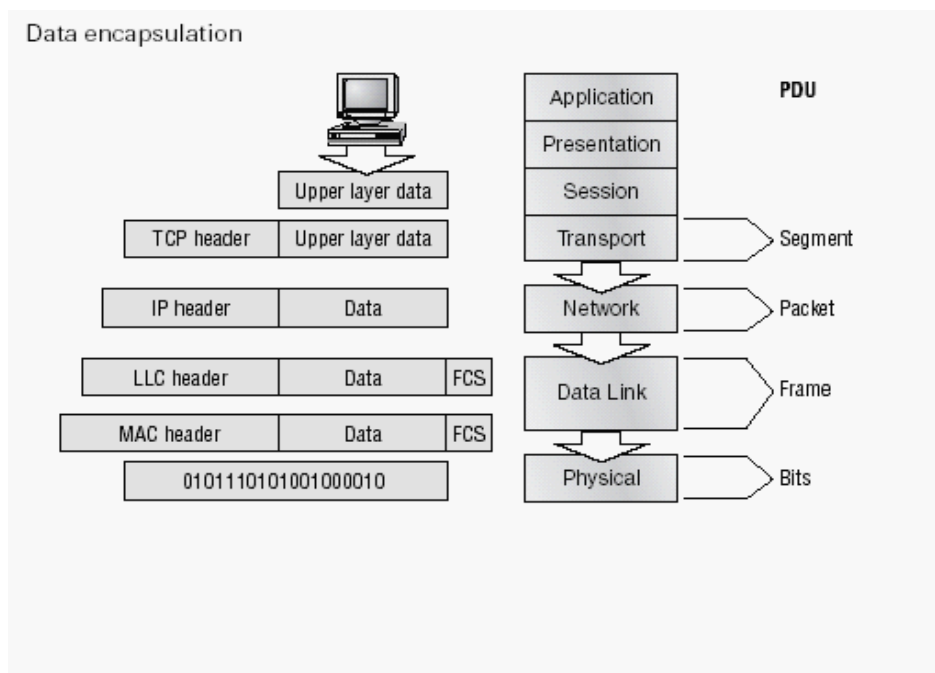 Data encapsulation
Application
PDU
Presentation
Upper layer data
Session
TCP header Upper layer data
Transport
Segment
IP header Data
Network
Packet
LLC header Data FCS
Data Link
Frame
MAC header Data FCS
0101110101001000010
Physical
Bits